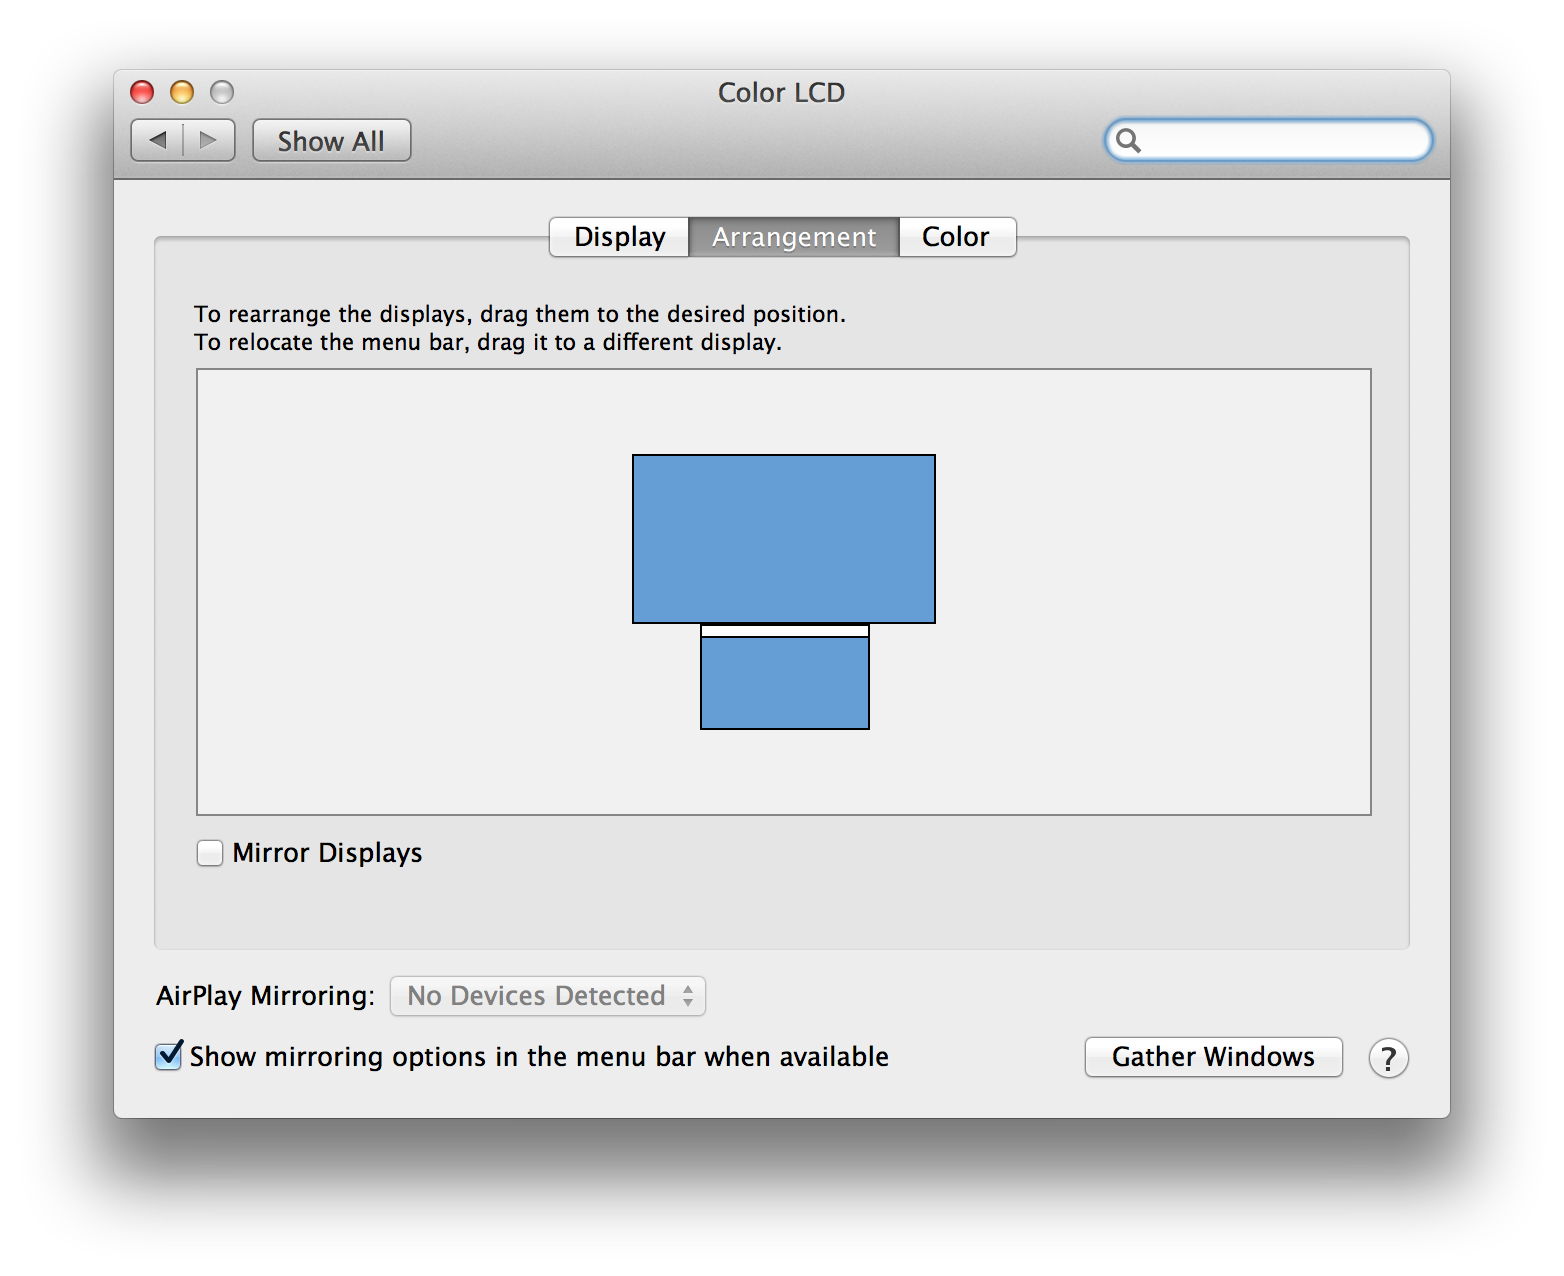 Color LCD
Show All
Display Arrangement Color
To rearrange the displays, drag them to the desired position.
To relocate the menu bar, drag it to a different display.
Mirror Displays
AirPlay Mirroring: No Devices Detected
Show mirroring options in the menu bar when available Gather Windows ?